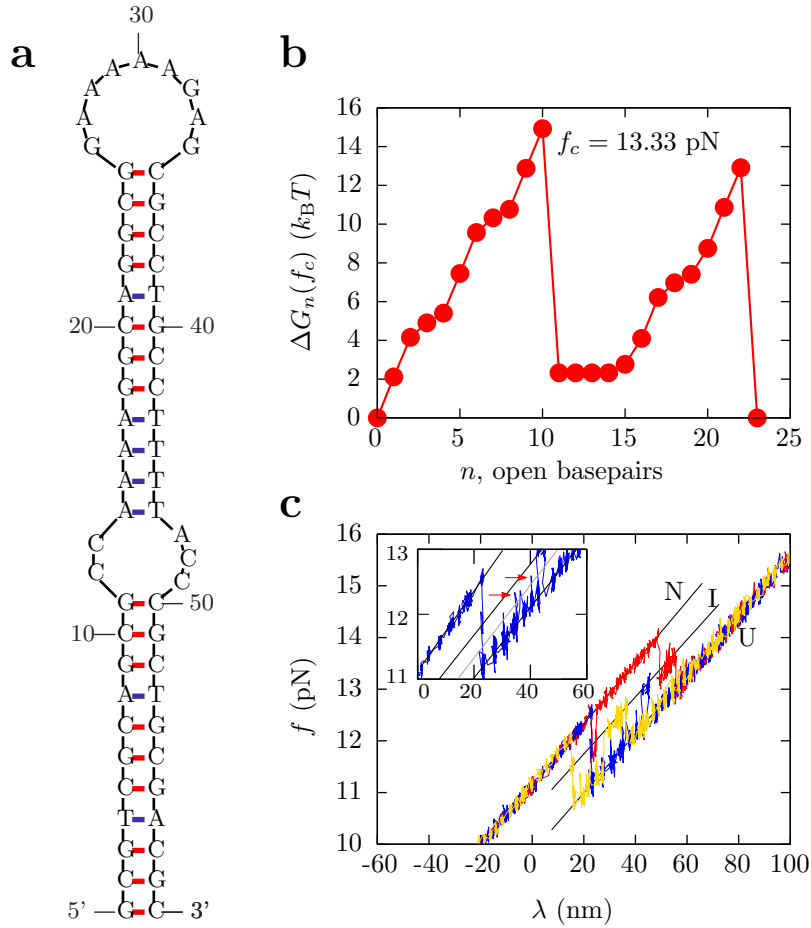 a
30
A
A A
A G
A A
G G
G C
C G
G C
G C
A T
20 C G 40
G C
G C
A T
A T
A T
A T
C A
C C
C
G C 50
10 C G
G C
A T
C G
G C
C G
T A
G C
C G
5' G C 3'
b
f_c = 13.33 pN
ΔG_n(f_c) (k_BT)
16
14
12
10
8
6
4
2
0
0 5 10 15 20 25
n, open basepairs
c
f (pN)
16
15
14
13
12
11
10
13
12
11
0 20 40 60
N I
U
-60 -40 -20 0 20 40 60 80 100
λ (nm)